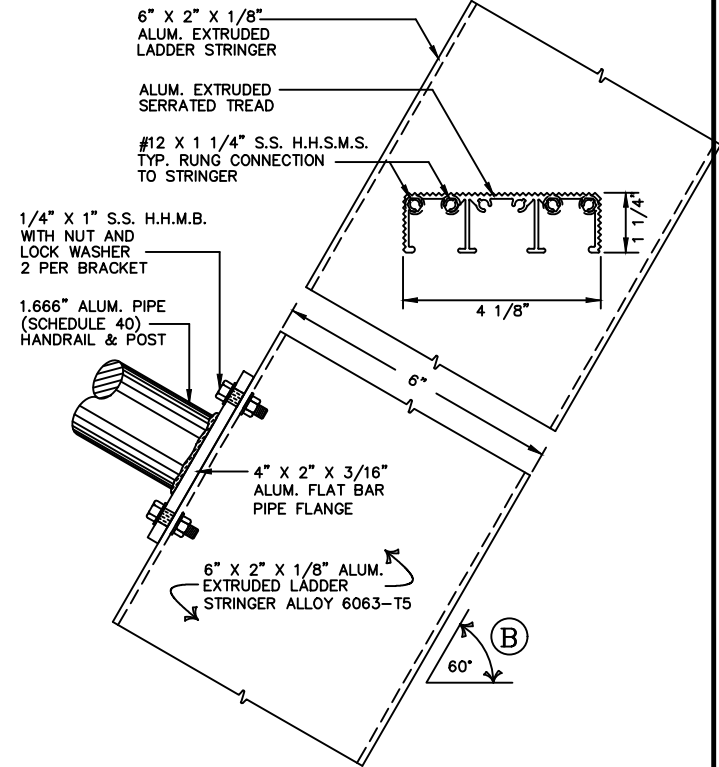 6" X 2" X 1/8"
ALUM. EXTRUDED
LADDER STRINGER
ALUM. EXTRUDED
SERRATED TREAD
#12 X 1 1/4" S.S. H.H.S.M.S.
TYP. RUNG CONNECTION
TO STRINGER
1/4" X 1" S.S. H.H.M.B.
WITH NUT AND
LOCK WASHER
2 PER BRACKET
1.666" ALUM. PIPE
(SCHEDULE 40)
HANDRAIL & POST
1 1/4"
4 1/8"
6"
4" X 2" X 3/16"
ALUM. FLAT BAR
PIPE FLANGE
6" X 2" X 1/8" ALUM.
EXTRUDED LADDER
STRINGER ALLOY 6063-T5
B
60°